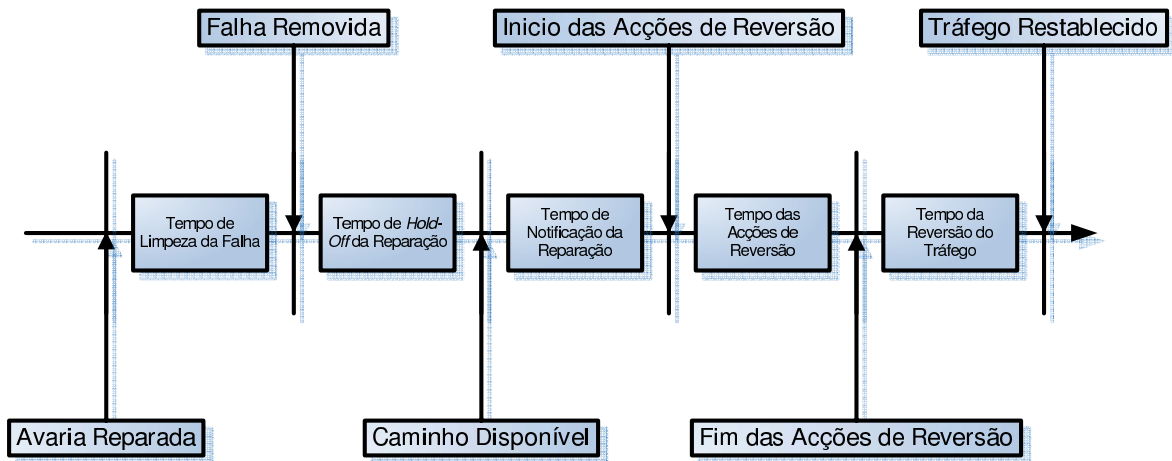 Falha Removida
Inicio das Acções de Reversão
Tráfego Restablecido
Tempo de
Limpeza da Falha
Tempo de Hold-
Off da Reparação
Tempo de
Notificação da
Reparação
Tempo das
Acções de
Reversão
Tempo da
Reversão do
Tráfego
Avaria Reparada
Caminho Disponível
Fim das Acções de Reversão